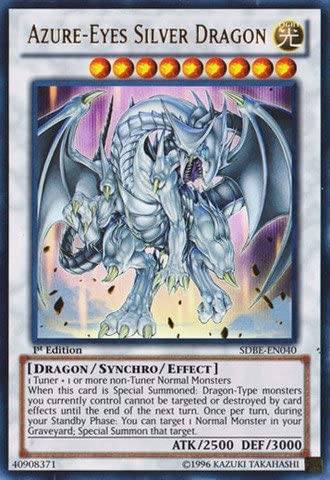 AZURE-EYES SILVER DRAGON
LIGHT
光
1st Edition
SDBE-EN040
[DRAGON / SYNCHRO / EFFECT]
1 Tuner + 1 or more non-Tuner Normal Monsters
When this card is Special Summoned: Dragon-Type monsters
you currently control cannot be targeted or destroyed by card
effects until the end of the next turn. Once per turn, during
your Standby Phase: You can target 1 Normal Monster in your
Graveyard; Special Summon that target.
ATK/2500 DEF/3000
40908371
©1996 KAZUKI TAKAHASHI